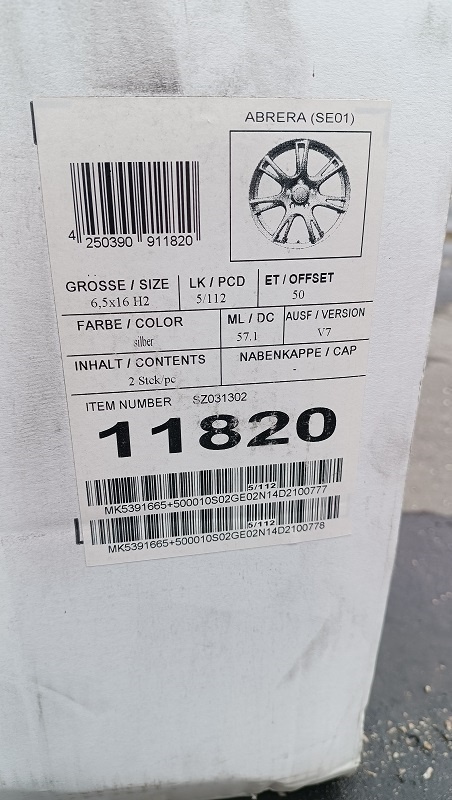 ABRERA (SE01)
4 250390 911820
GROSSE / SIZE LK / PCD ET / OFFSET
6,5x16 H2 5/112 50
FARBE / COLOR ML / DC AUSF / VERSION
silber 57.1 V7
INHALT / CONTENTS NABENKAPPE / CAP
2 Stck/pc -
ITEM NUMBER SZ031302
11820
5/112
MK5391665+500010S02GE02N14D2100777
5/112
MK5391665+500010S02GE02N14D2100778